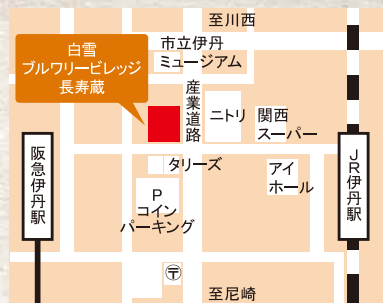 至川西
白雪
ブルワリービレッジ
長寿蔵
市立伊丹
ミュージアム
産業道路
ニトリ
関西
スーパー
阪急伊丹駅
JR伊丹駅
タリーズ
アイ
ホール
P
コイン
パーキング
〒
至尼崎